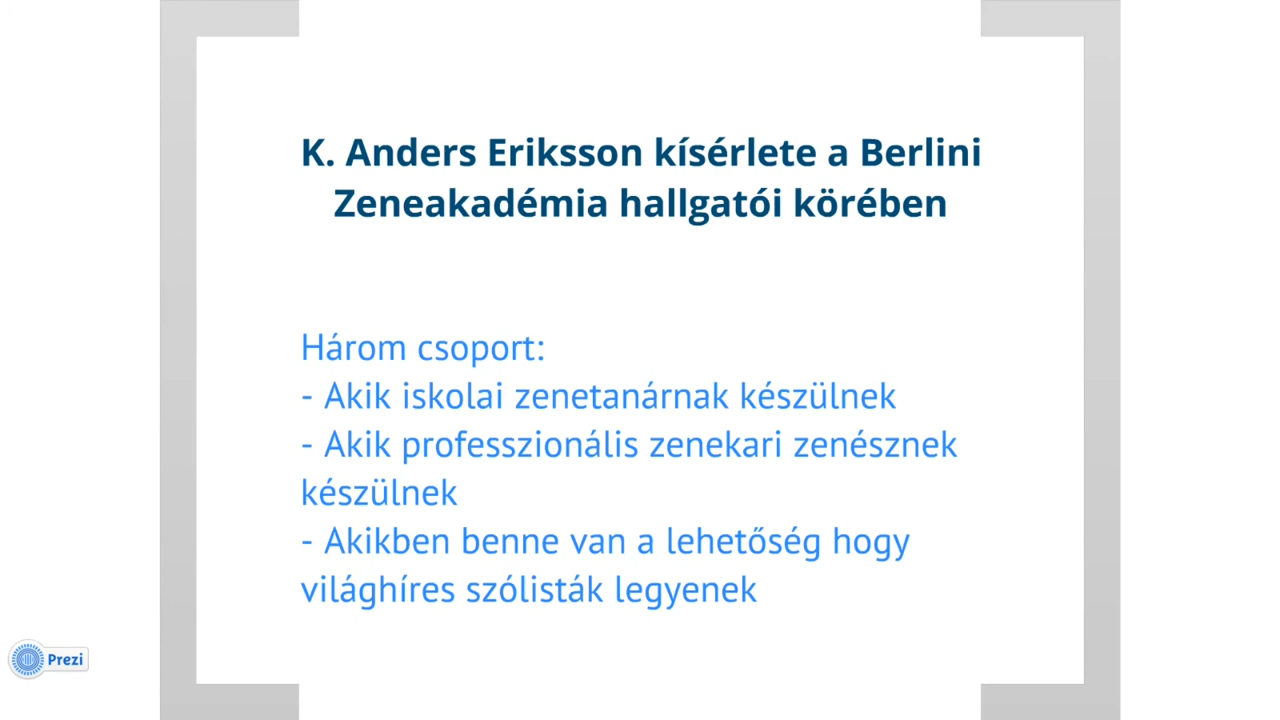 K. Anders Eriksson kísérlete a Berlini
Zeneakadémia hallgatói körében
Három csoport:
- Akik iskolai zenetanárnak készülnek
- Akik professzionális zenekari zenésznek
készülnek
- Akikben benne van a lehetőség hogy
világhíres szólisták legyenek
Prezi